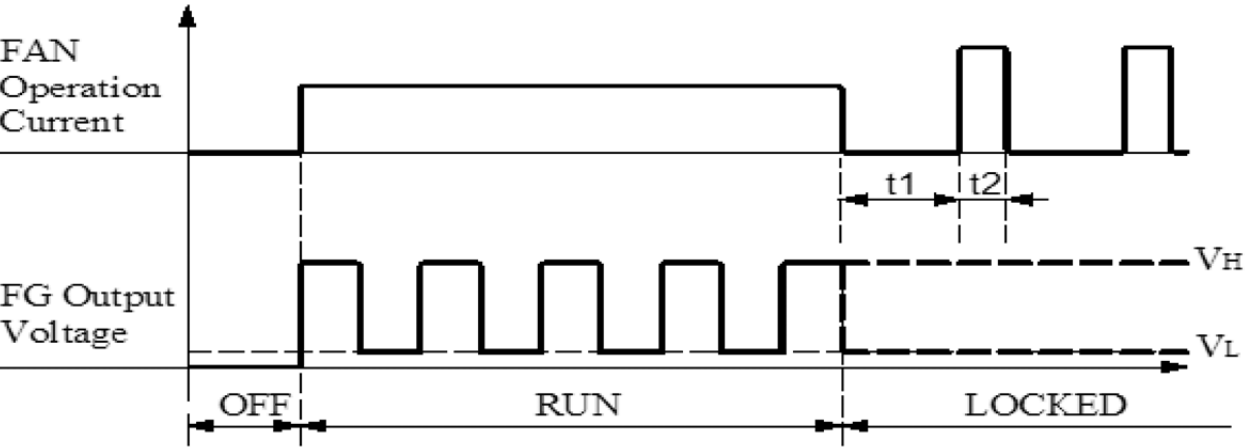 FAN
Operation
Current
t1
t2
VH
FG Output
Voltage
VL
OFF
RUN
LOCKED